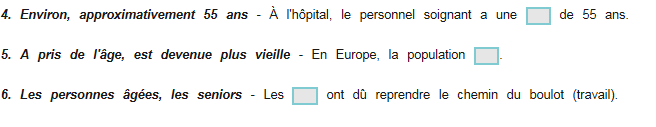 4. Environ, approximativement 55 ans - À l'hôpital, le personnel soignant a une de 55 ans.
5. A pris de l'âge, est devenue plus vieille - En Europe, la population .
6. Les personnes âgées, les seniors - Les ont dû reprendre le chemin du boulot (travail).